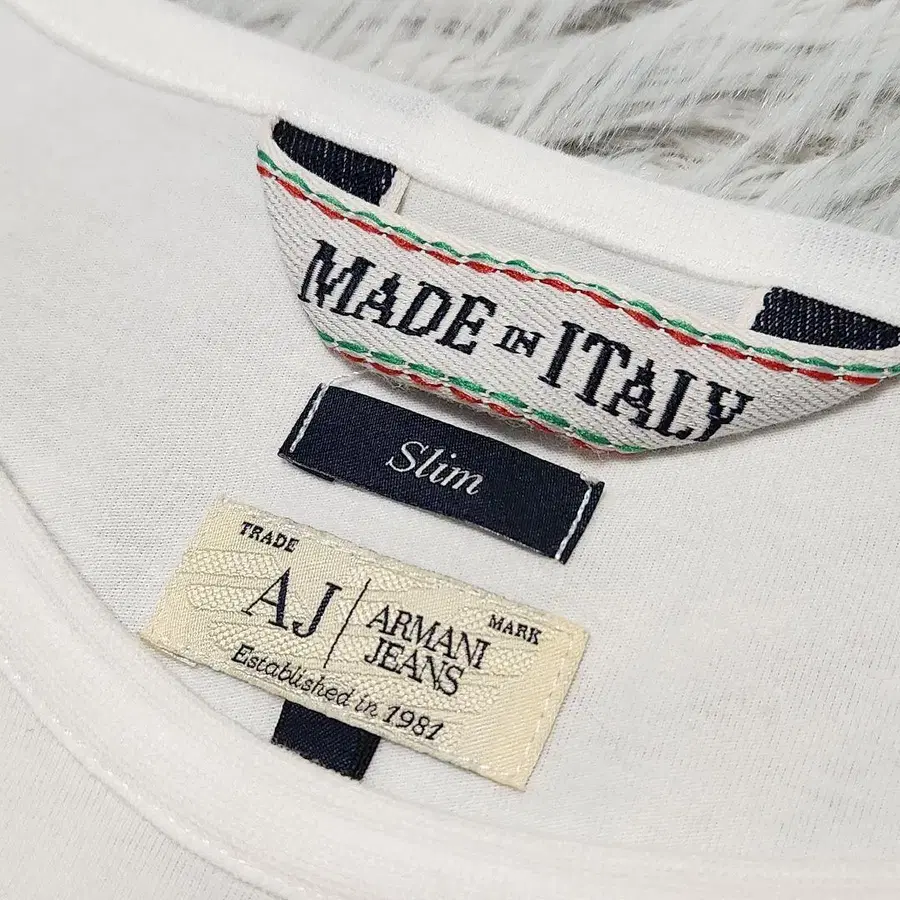 MADE IN ITALY
Slim
TRADE MARK
AJ | ARMANI JEANS
Established in 1981